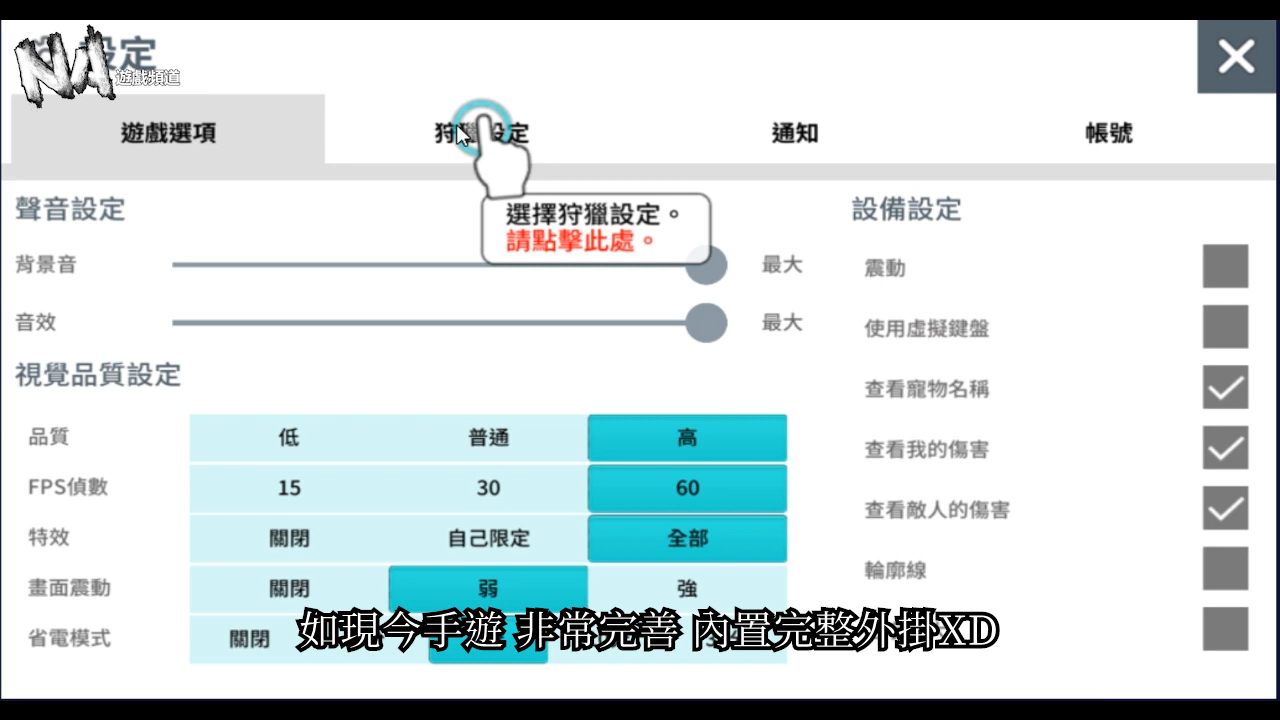 設定
NA
遊戲頻道
遊戲選項
狩獵設定
通知
帳號
選擇狩獵設定。
請點擊此處。
聲音設定
背景音 最大
音效 最大
視覺品質設定
品質 低 普通 高
FPS偵數 15 30 60
特效 關閉 自己限定 全部
畫面震動 關閉 弱 強
省電模式 關閉
設備設定
震動
使用虛擬鍵盤
查看寵物名稱
查看我的傷害
查看敵人的傷害
輪廓線
如現今手遊 非常完善 內置完整外掛XD